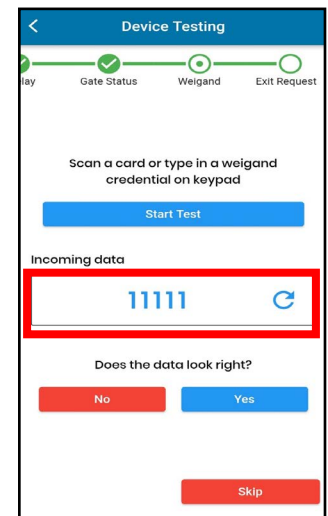 Device Testing
lay Gate Status Weigand Exit Request
Scan a card or type in a weigand
credential on keypad
Start Test
Incoming data
11111
Does the data look right?
No Yes
Skip